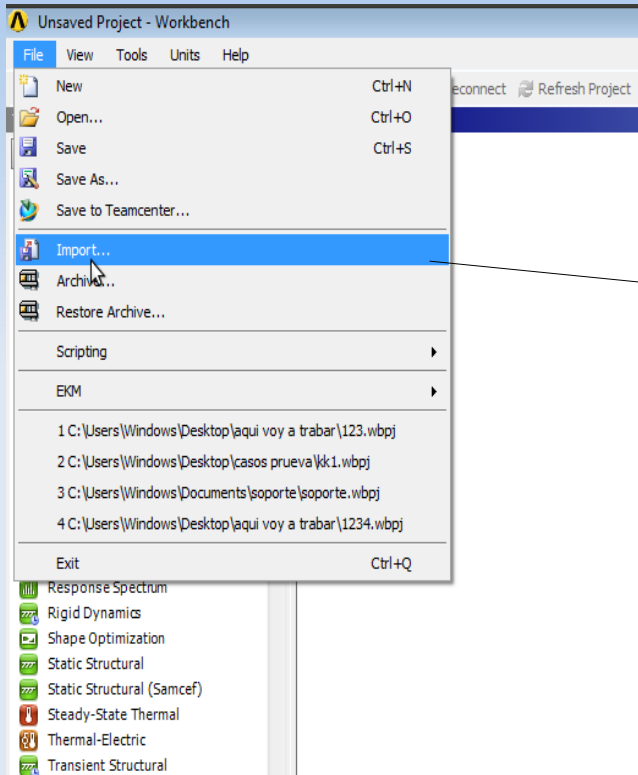 Unsaved Project - Workbench
File View Tools Units Help
New Ctrl+N
econnect Refresh Project
Open... Ctrl+O
Save Ctrl+S
Save As...
Save to Teamcenter...
Import...
Archive...
Restore Archive...
Scripting
EKM
1 C:\Users\Windows\Desktop\aqui voy a trabar\123.wbpj
2 C:\Users\Windows\Desktop\casos prueva\kk1.wbpj
3 C:\Users\Windows\Documents\soporte\soporte.wbpj
4 C:\Users\Windows\Desktop\aqui voy a trabar\1234.wbpj
Exit Ctrl+Q
Response Spectrum
Rigid Dynamics
Shape Optimization
Static Structural
Static Structural (Samcef)
Steady-State Thermal
Thermal-Electric
Transient Structural